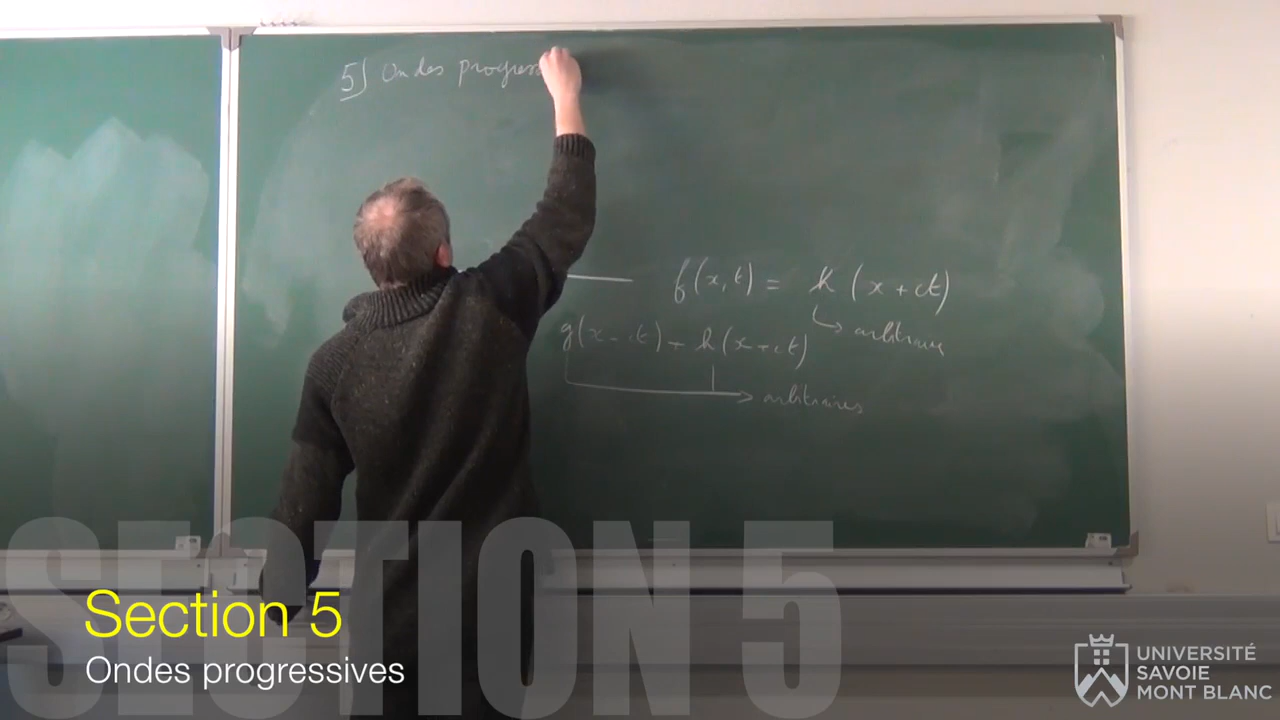 5) Ondes progress
f(x,t) = h(x+ct)
↳ arbitraire
g(x-ct) + h(x+ct)
→ arbitraires
SECTION 5
Section 5
Ondes progressives
UNIVERSITÉ
SAVOIE
MONT BLANC